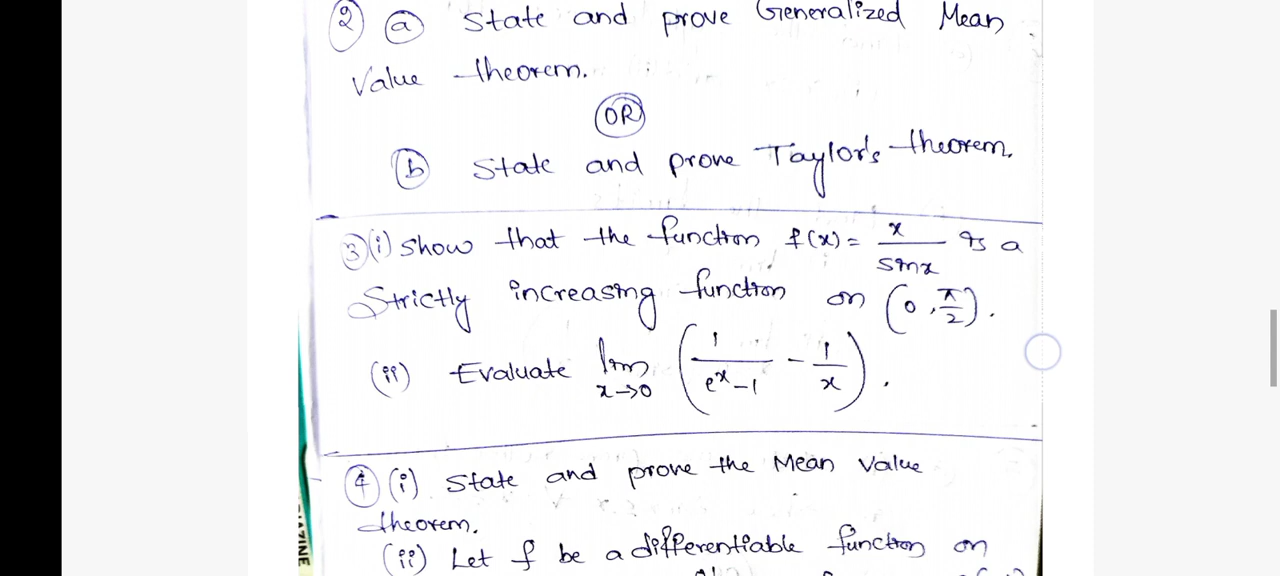 2 a State and prove Generalized Mean
Value theorem.
OR
b State and prove Taylor's theorem.
3 (i) Show that the function f(x) = x/sinx is a
Strictly increasing function on (0, π/2).
(ii) Evaluate lim x→0 (1/(e^x-1) - 1/x).
4 (i) State and prove the Mean Value
theorem.
(ii) Let f be a differentiable function on
AZINE